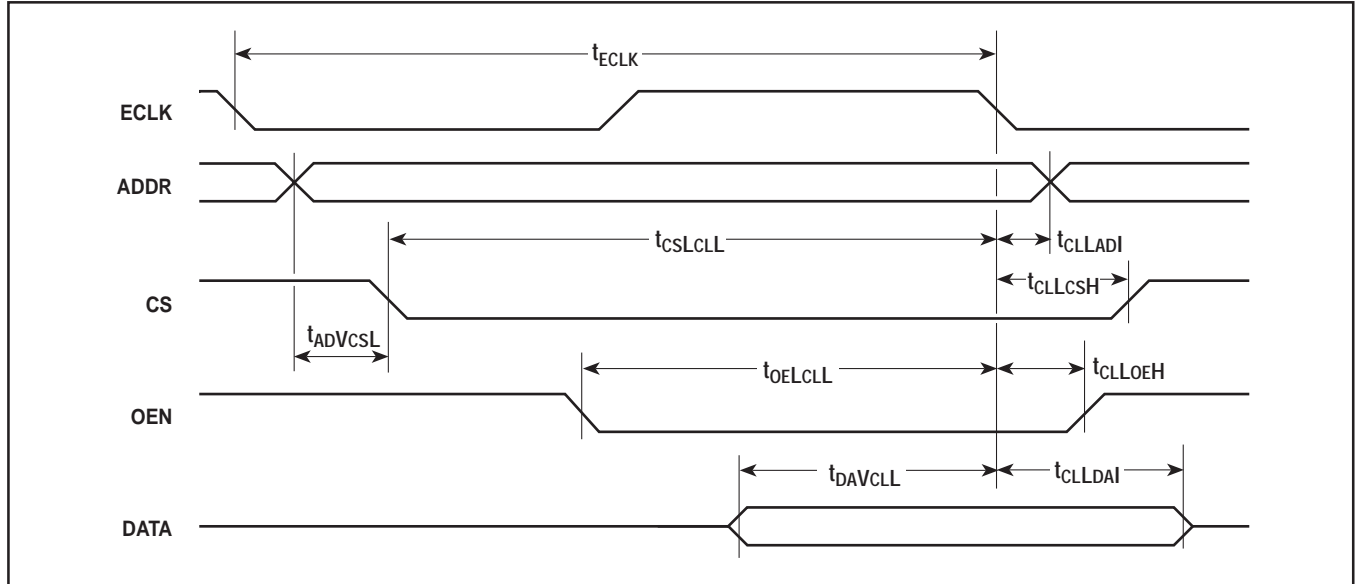 tECLK
ECLK
ADDR
tCSLCLL
tCLLADI
tCLLCSH
CS
tADVCSL
tOELCLL
tCLLOEH
OEN
tDAVCLL
tCLLDAI
DATA